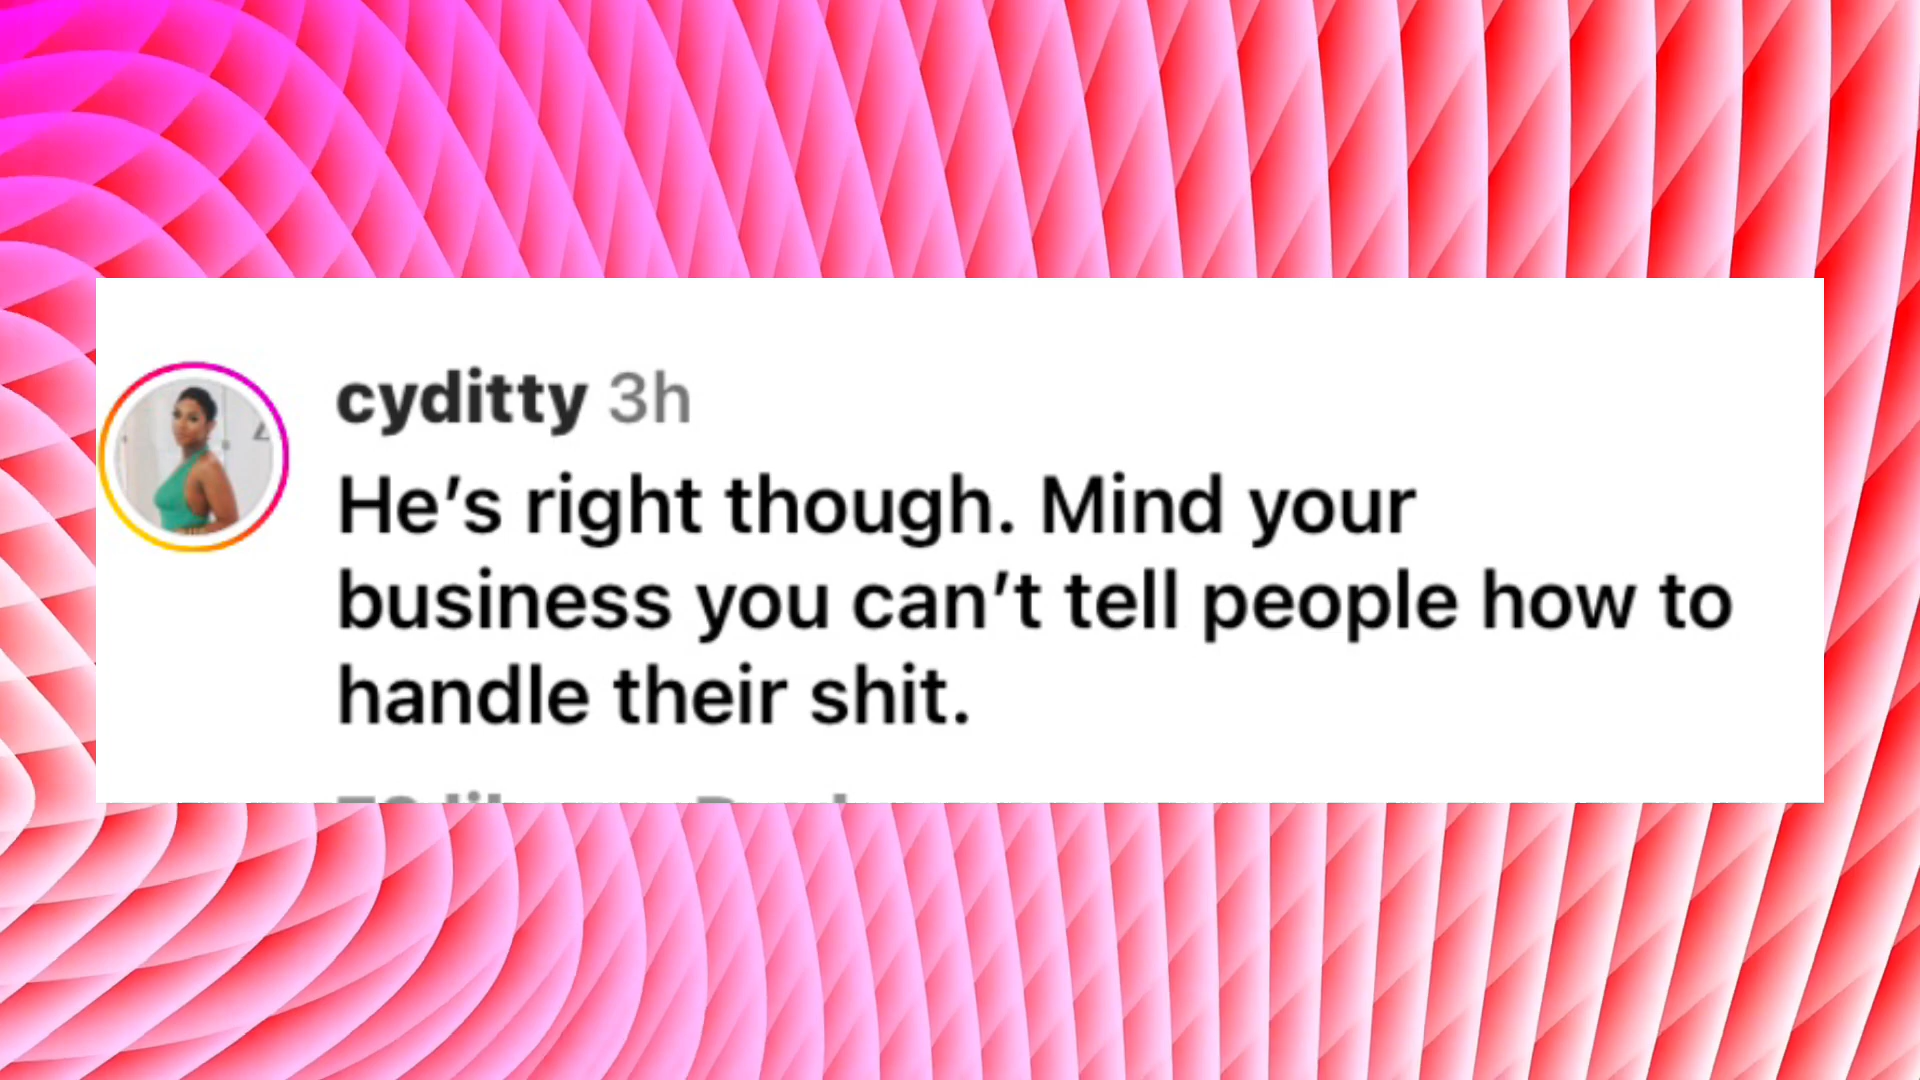 cyditty 3h
He’s right though. Mind your
business you can’t tell people how to
handle their shit.